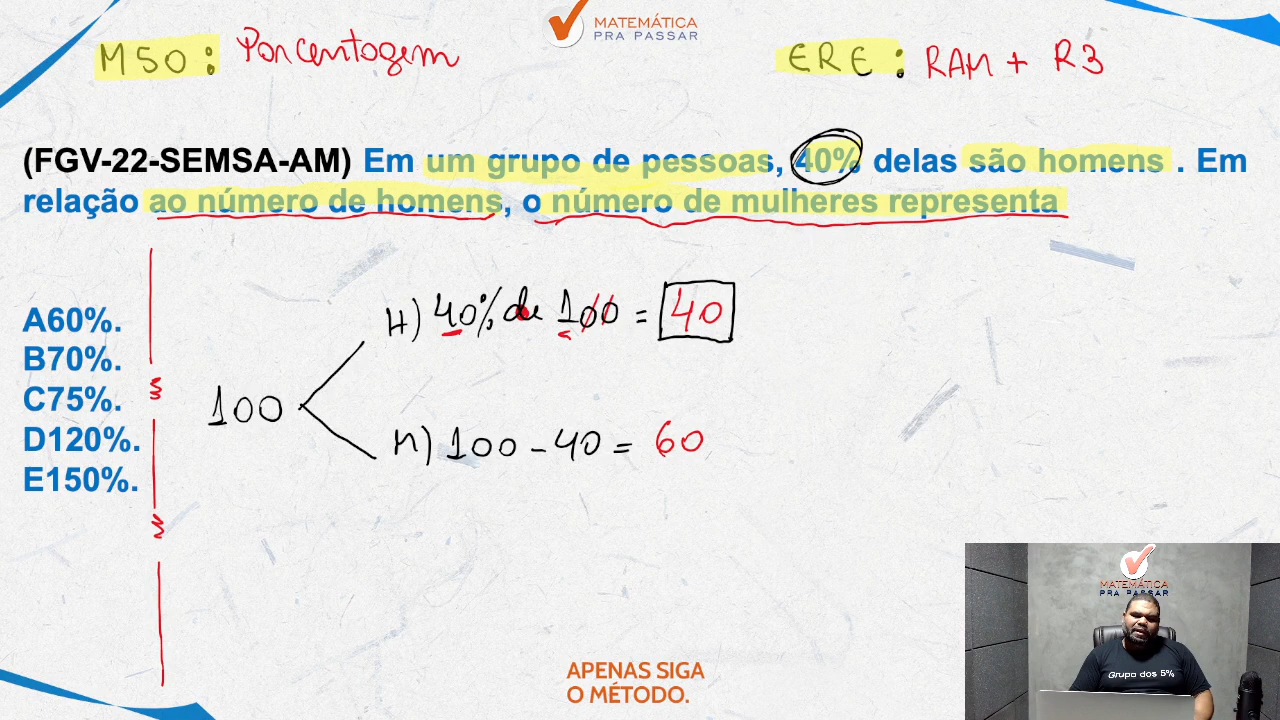 MATEMÁTICA
PRA PASSAR
M50: Porcentagem
ERE: RAM + R3
(FGV-22-SEMSA-AM) Em um grupo de pessoas, 40% delas são homens . Em
relação ao número de homens, o número de mulheres representa
A60%.
B70%.
C75%.
D120%.
E150%.
H) 40% de 100 = 40
100
M) 100 - 40 = 60
MATEMÁTICA
PRA PASSAR
Grupo dos 5%
APENAS SIGA
O MÉTODO.